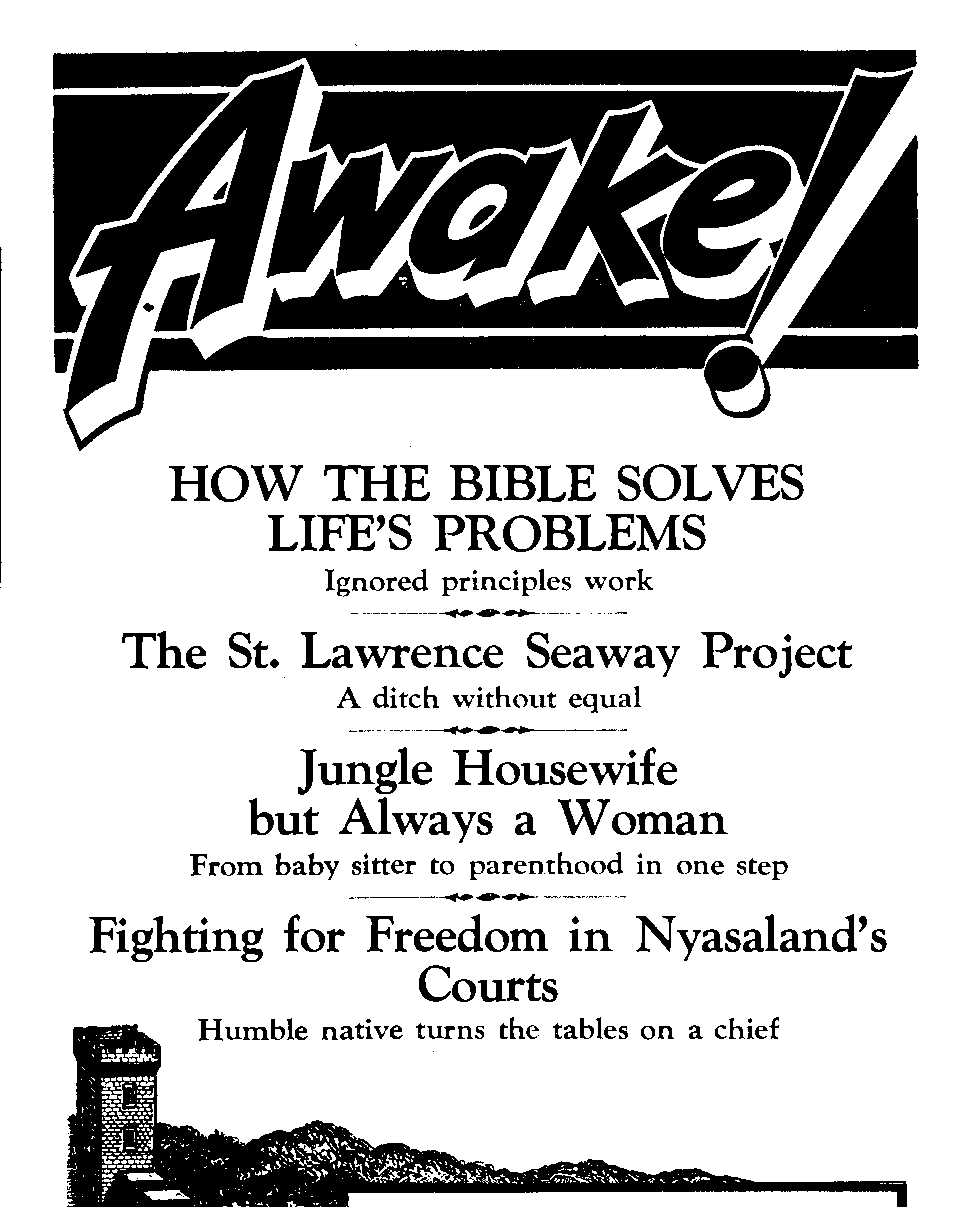 Awake!
HOW THE BIBLE SOLVES
LIFE'S PROBLEMS
Ignored principles work
The St. Lawrence Seaway Project
A ditch without equal
Jungle Housewife
but Always a Woman
From baby sitter to parenthood in one step
Fighting for Freedom in Nyasaland's
Courts
Humble native turns the tables on a chief